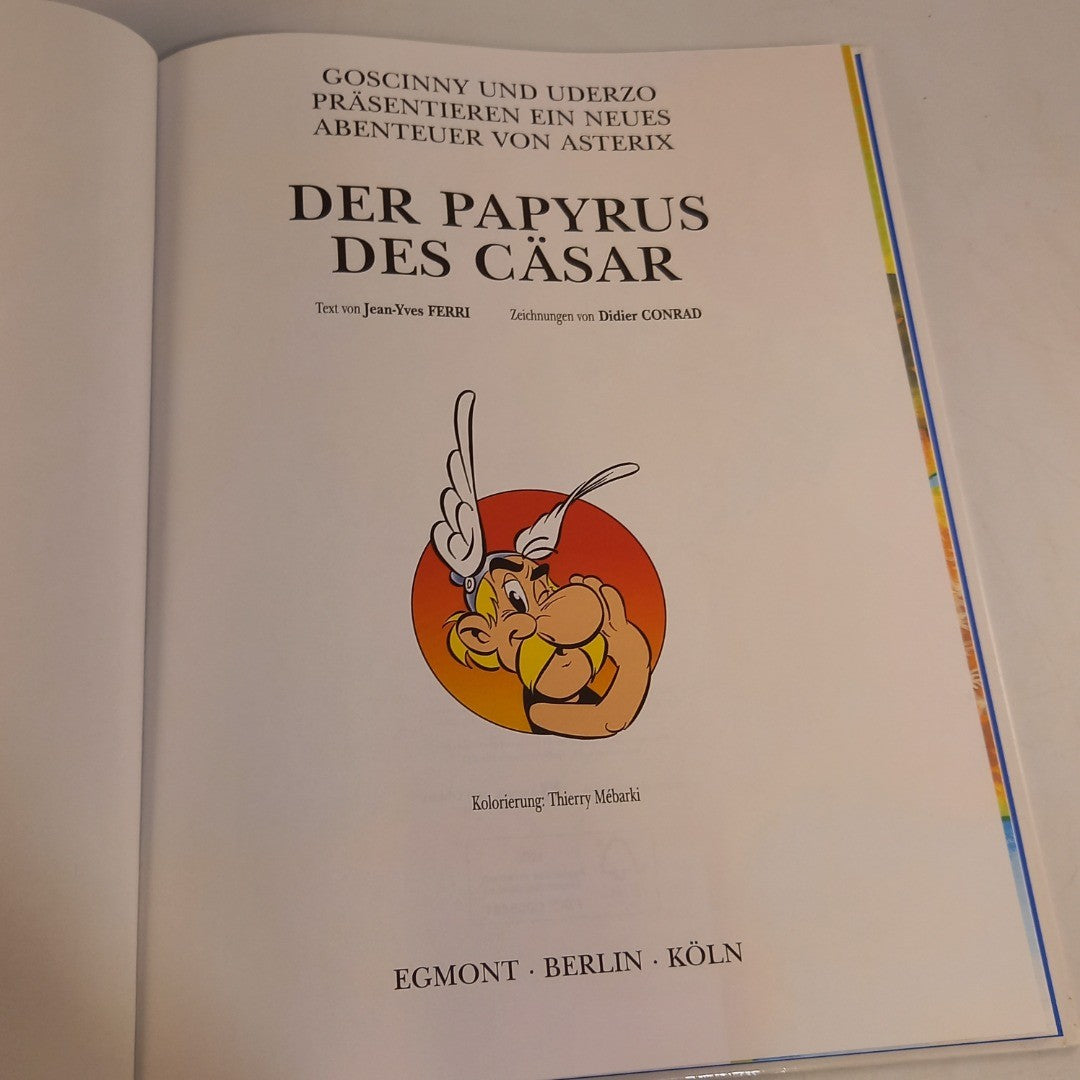 GOSCINNY UND UDERZO
PRÄSENTIEREN EIN NEUES
ABENTEUER VON ASTERIX
DER PAPYRUS
DES CÄSAR
Text von Jean-Yves FERRI Zeichnungen von Didier CONRAD
Kolorierung: Thierry Mébarki
EGMONT · BERLIN · KÖLN